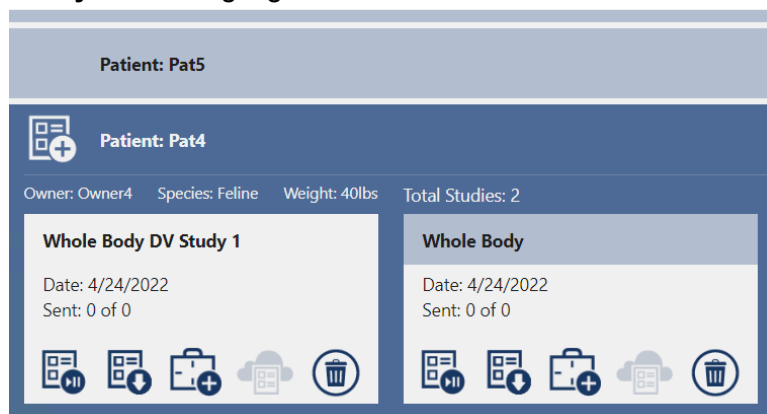 Patient: Pat5
Patient: Pat4
Owner: Owner4 Species: Feline Weight: 40lbs Total Studies: 2
Whole Body DV Study 1
Date: 4/24/2022
Sent: 0 of 0
Whole Body
Date: 4/24/2022
Sent: 0 of 0